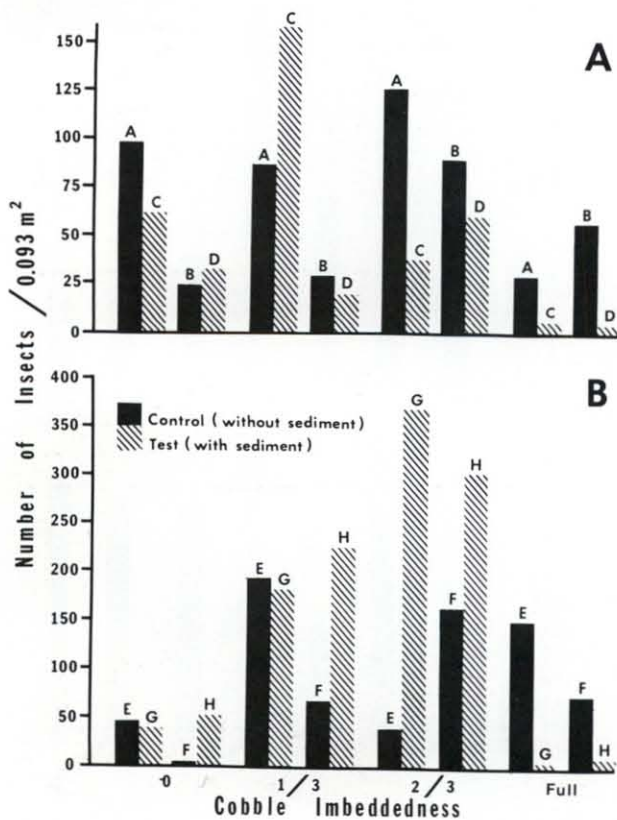 A
150
125
100
75
50
25
0
A
C
B
D
A
C
B
D
A
C
B
D
A
C
B
D
Number of Insects / 0.093 m²
B
400
350
300
250
200
150
100
50
0
Control (without sediment)
Test (with sediment)
E
G
F
H
E
G
F
H
E
G
F
H
E
G
F
H
0 1/3 2/3 Full
Cobble Imbeddedness